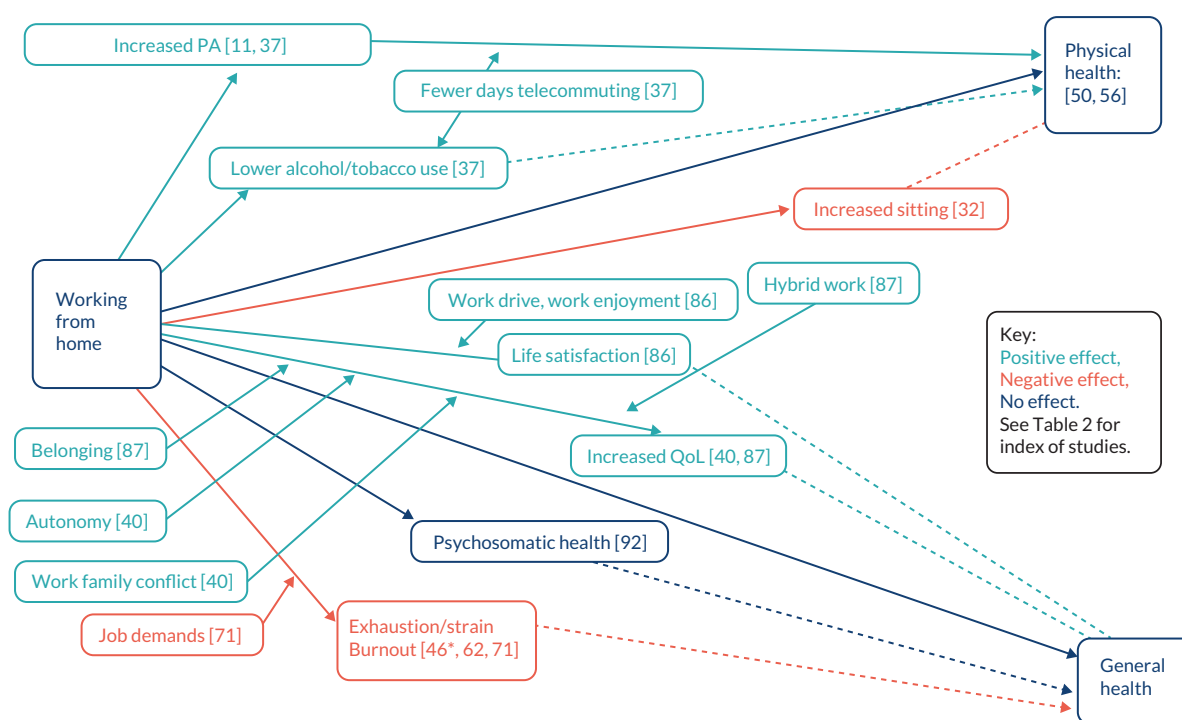 Increased PA [11, 37]
Physical
health:
[50, 56]
Fewer days telecommuting [37]
Lower alcohol/tobacco use [37]
Increased sitting [32]
Working
from
home
Hybrid work [87]
Work drive, work enjoyment [86]
Life satisfaction [86]
Key:
Positive effect,
Negative effect,
No effect.
See Table 2 for
index of studies.
Belonging [87]
Increased QoL [40, 87]
Autonomy [40]
Psychosomatic health [92]
Work family conflict [40]
Job demands [71]
Exhaustion/strain
Burnout [46*, 62, 71]
General
health